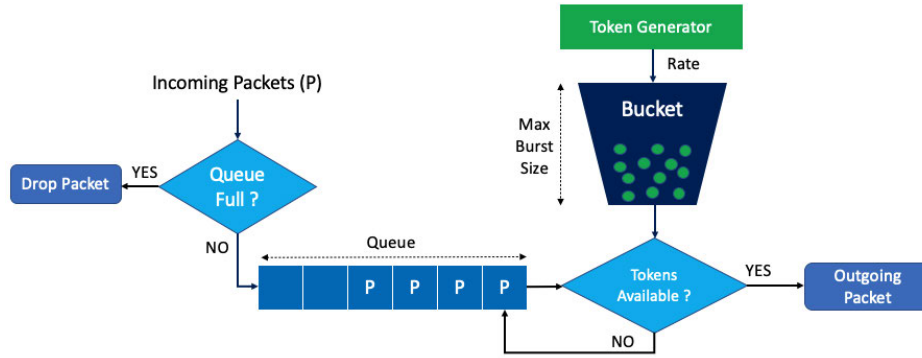 Token Generator
Rate
Incoming Packets (P)
Bucket
Max
Burst
Size
Queue
Full ?
YES
Drop Packet
NO
Queue
P P P P
Tokens
Available ?
YES
Outgoing
Packet
NO